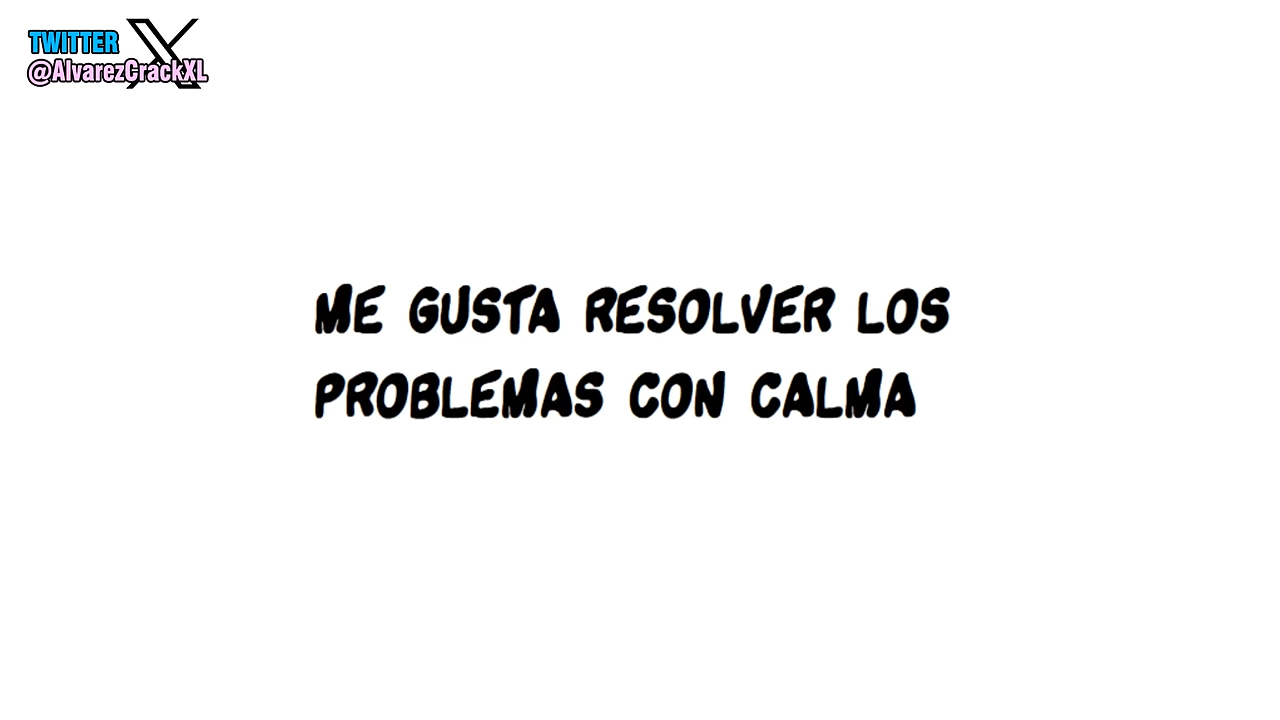 TWITTER
@AlvarezCrackXL
ME GUSTA RESOLVER LOS
PROBLEMAS CON CALMA